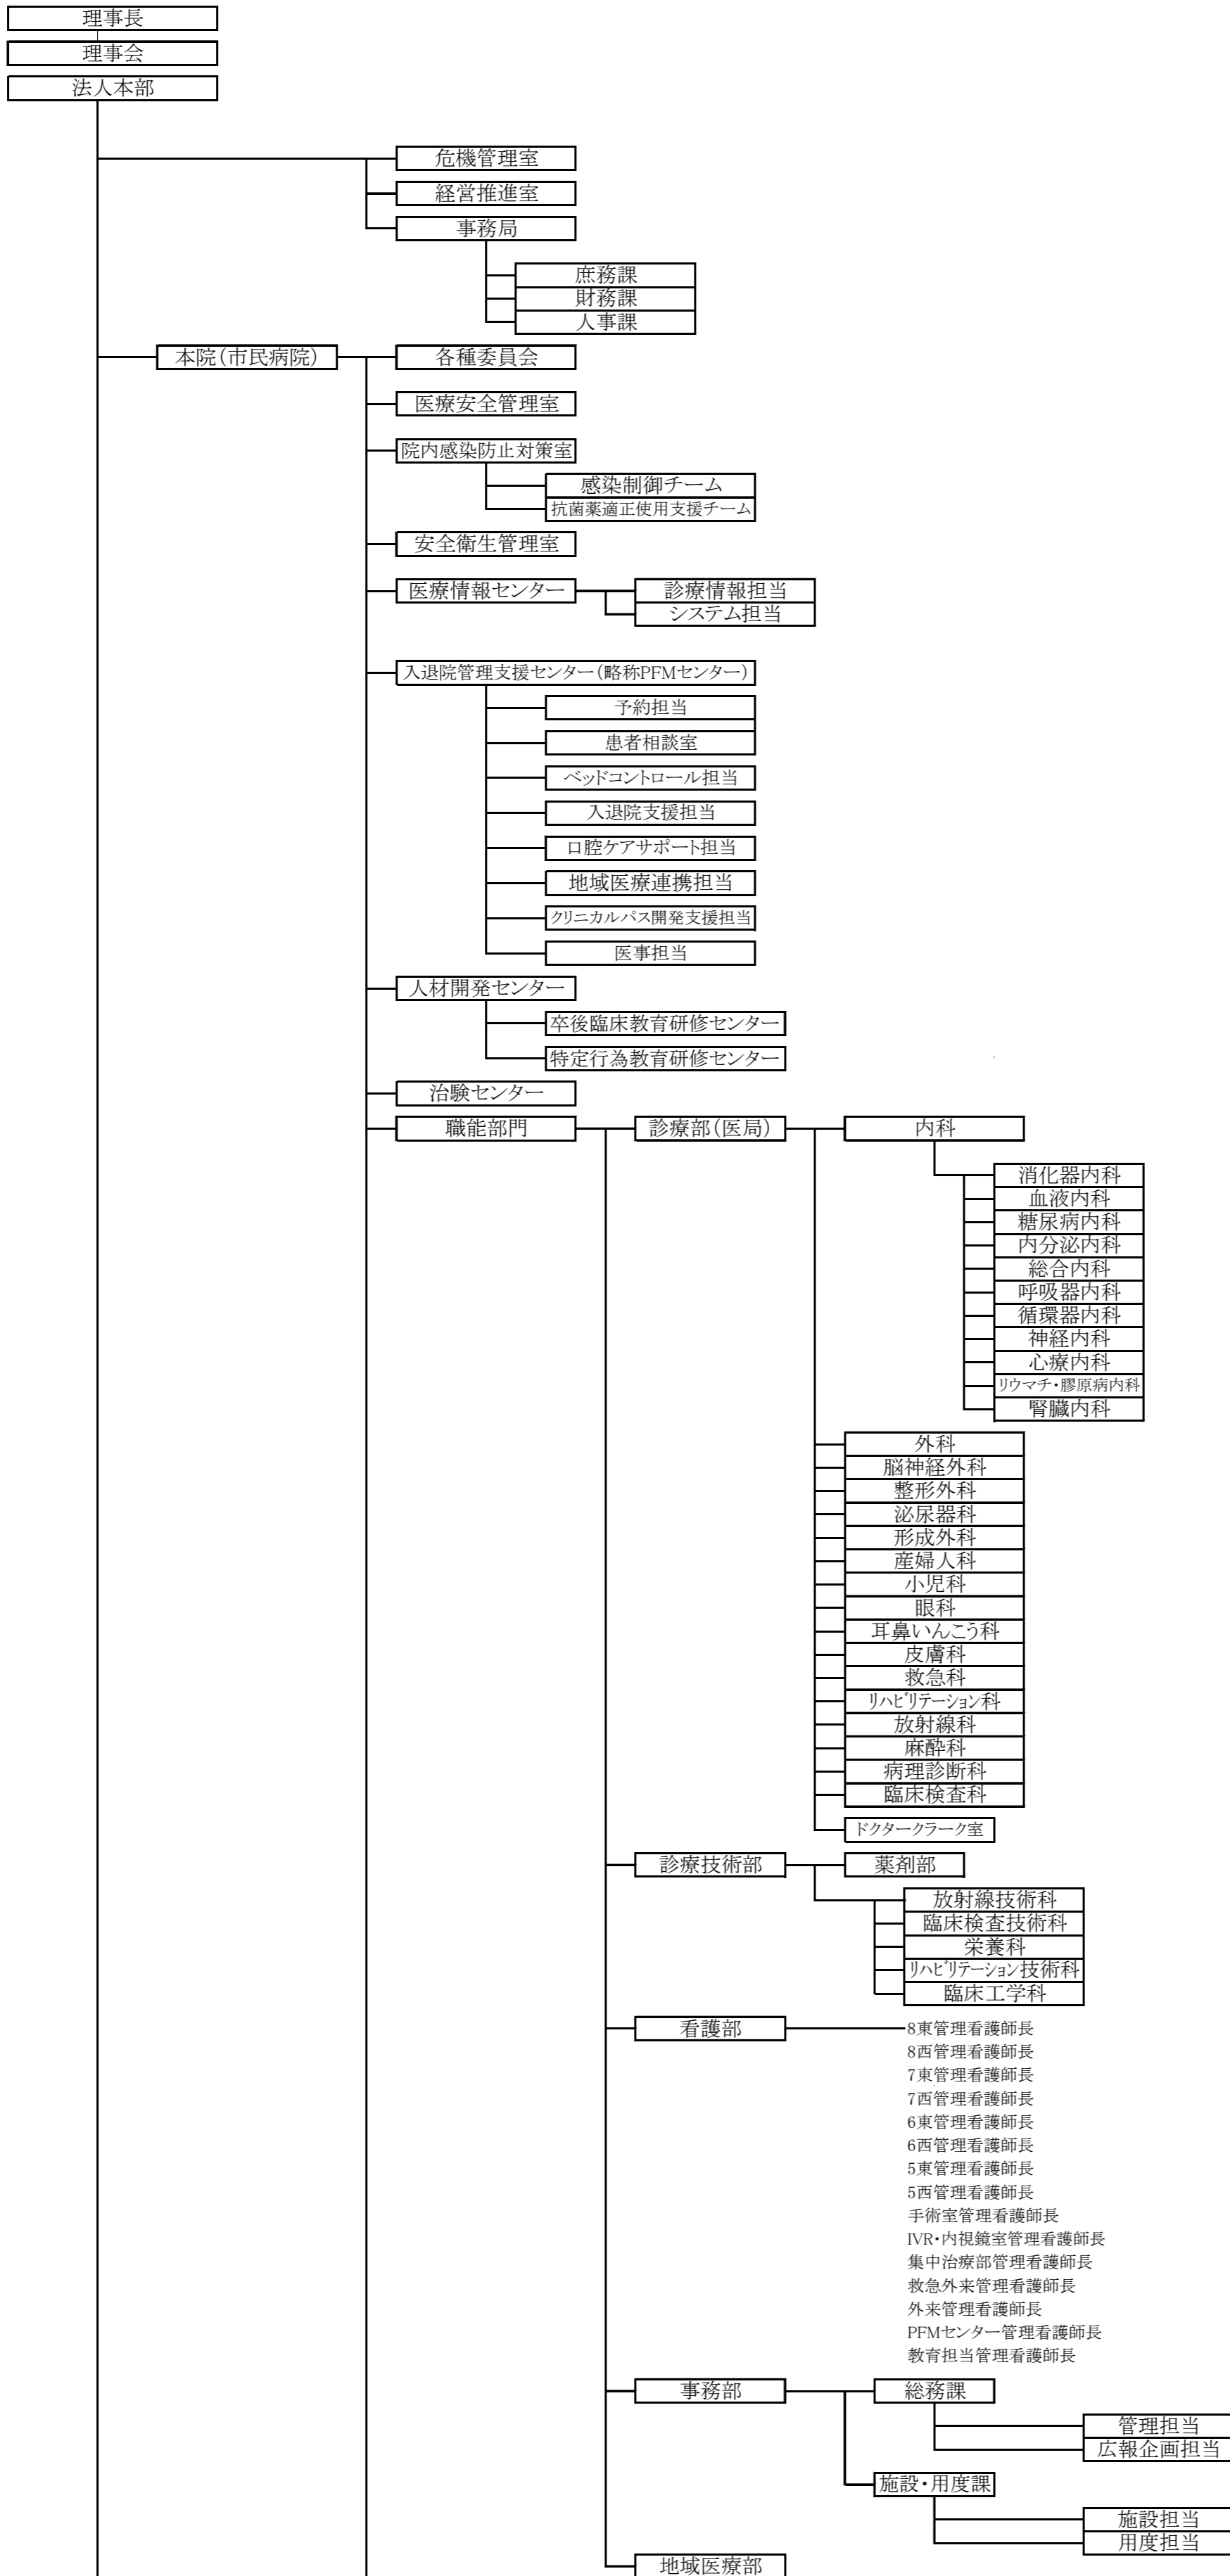 理事長
理事会
法人本部
危機管理室
経営推進室
事務局
庶務課
財務課
人事課
本院(市民病院)
各種委員会
医療安全管理室
院内感染防止対策室
感染制御チーム
抗菌薬適正使用支援チーム
安全衛生管理室
医療情報センター
診療情報担当
システム担当
入退院管理支援センター(略称PFMセンター)
予約担当
患者相談室
ベッドコントロール担当
入退院支援担当
口腔ケアサポート担当
地域医療連携担当
クリニカルパス開発支援担当
医事担当
人材開発センター
卒後臨床教育研修センター
特定行為教育研修センター
治験センター
職能部門
診療部(医局)
内科
消化器内科
血液内科
糖尿病内科
内分泌内科
総合内科
呼吸器内科
循環器内科
神経内科
心療内科
リウマチ・膠原病内科
腎臓内科
外科
脳神経外科
整形外科
泌尿器科
形成外科
産婦人科
小児科
眼科
耳鼻いんこう科
皮膚科
救急科
リハビリテーション科
放射線科
麻酔科
病理診断科
臨床検査科
ドクタークラーク室
診療技術部
薬剤部
放射線技術科
臨床検査技術科
栄養科
リハビリテーション技術科
臨床工学科
看護部
8東管理看護師長
8西管理看護師長
7東管理看護師長
7西管理看護師長
6東管理看護師長
6西管理看護師長
5東管理看護師長
5西管理看護師長
手術室管理看護師長
IVR・内視鏡室管理看護師長
集中治療部管理看護師長
救急外来管理看護師長
外来管理看護師長
PFMセンター管理看護師長
教育担当管理看護師長
事務部
総務課
管理担当
広報企画担当
施設・用度課
施設担当
用度担当
地域医療部